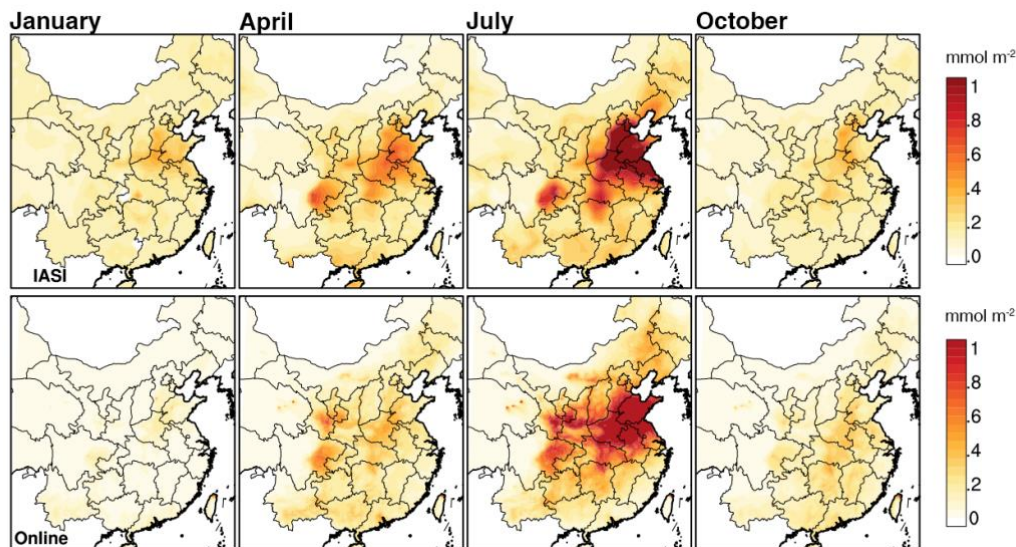 January April July October
mmol m-2
1
.8
.6
.4
.2
.0
IASI
mmol m-2
1
.8
.6
.4
.2
.0
Online